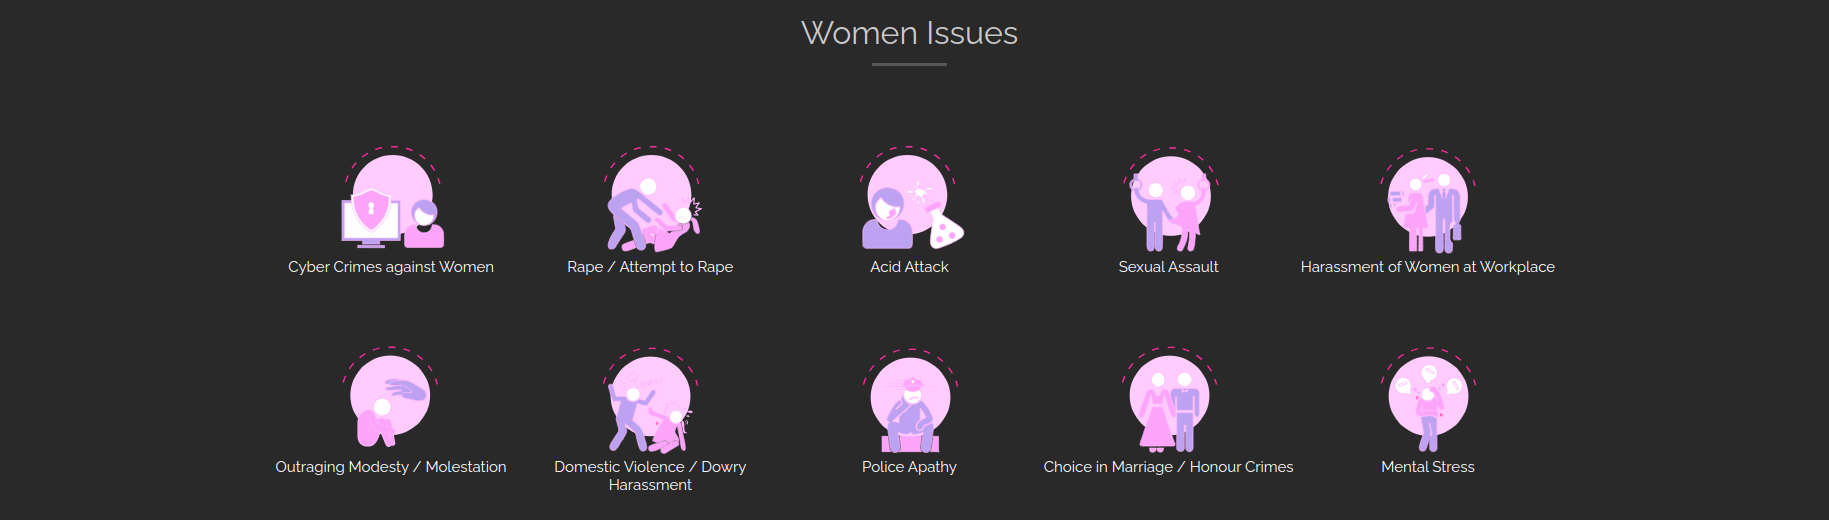 Women Issues
Cyber Crimes against Women
Rape / Attempt to Rape
Acid Attack
Sexual Assault
Harassment of Women at Workplace
Outraging Modesty / Molestation
Domestic Violence / Dowry
Harassment
Police Apathy
Choice in Marriage / Honour Crimes
Mental Stress